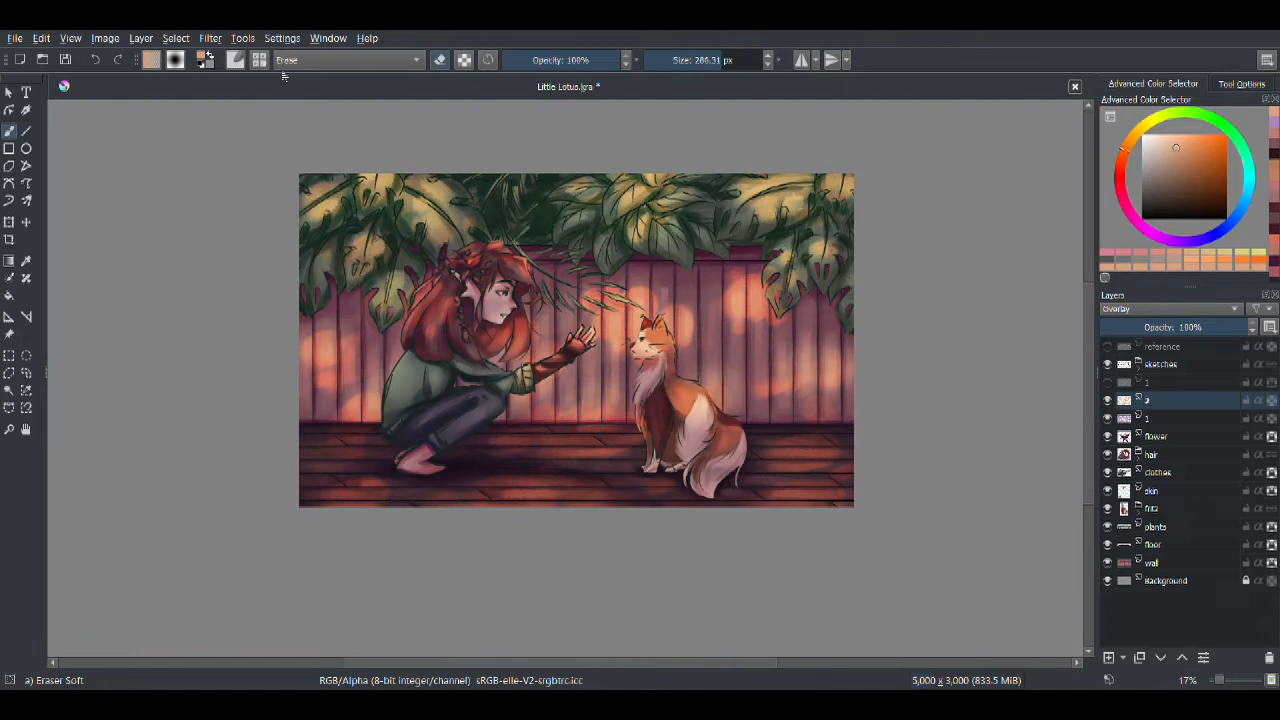 File Edit View Image Layer Select Filter Tools Settings Window Help
Erase Opacity: 100% Size: 286.31 px
Little Lotus.kra *
Advanced Color Selector Tool Options
Advanced Color Selector
Layers
Overlay
Opacity: 100%
reference
sketches
1
2
1
flower
hair
clothes
skin
fritz
plants
floor
wall
Background
a) Eraser Soft RGB/Alpha (8-bit integer/channel) sRGB-elle-V2-srgbtrc.icc 5,000 x 3,000 (833.5 MiB) 17%